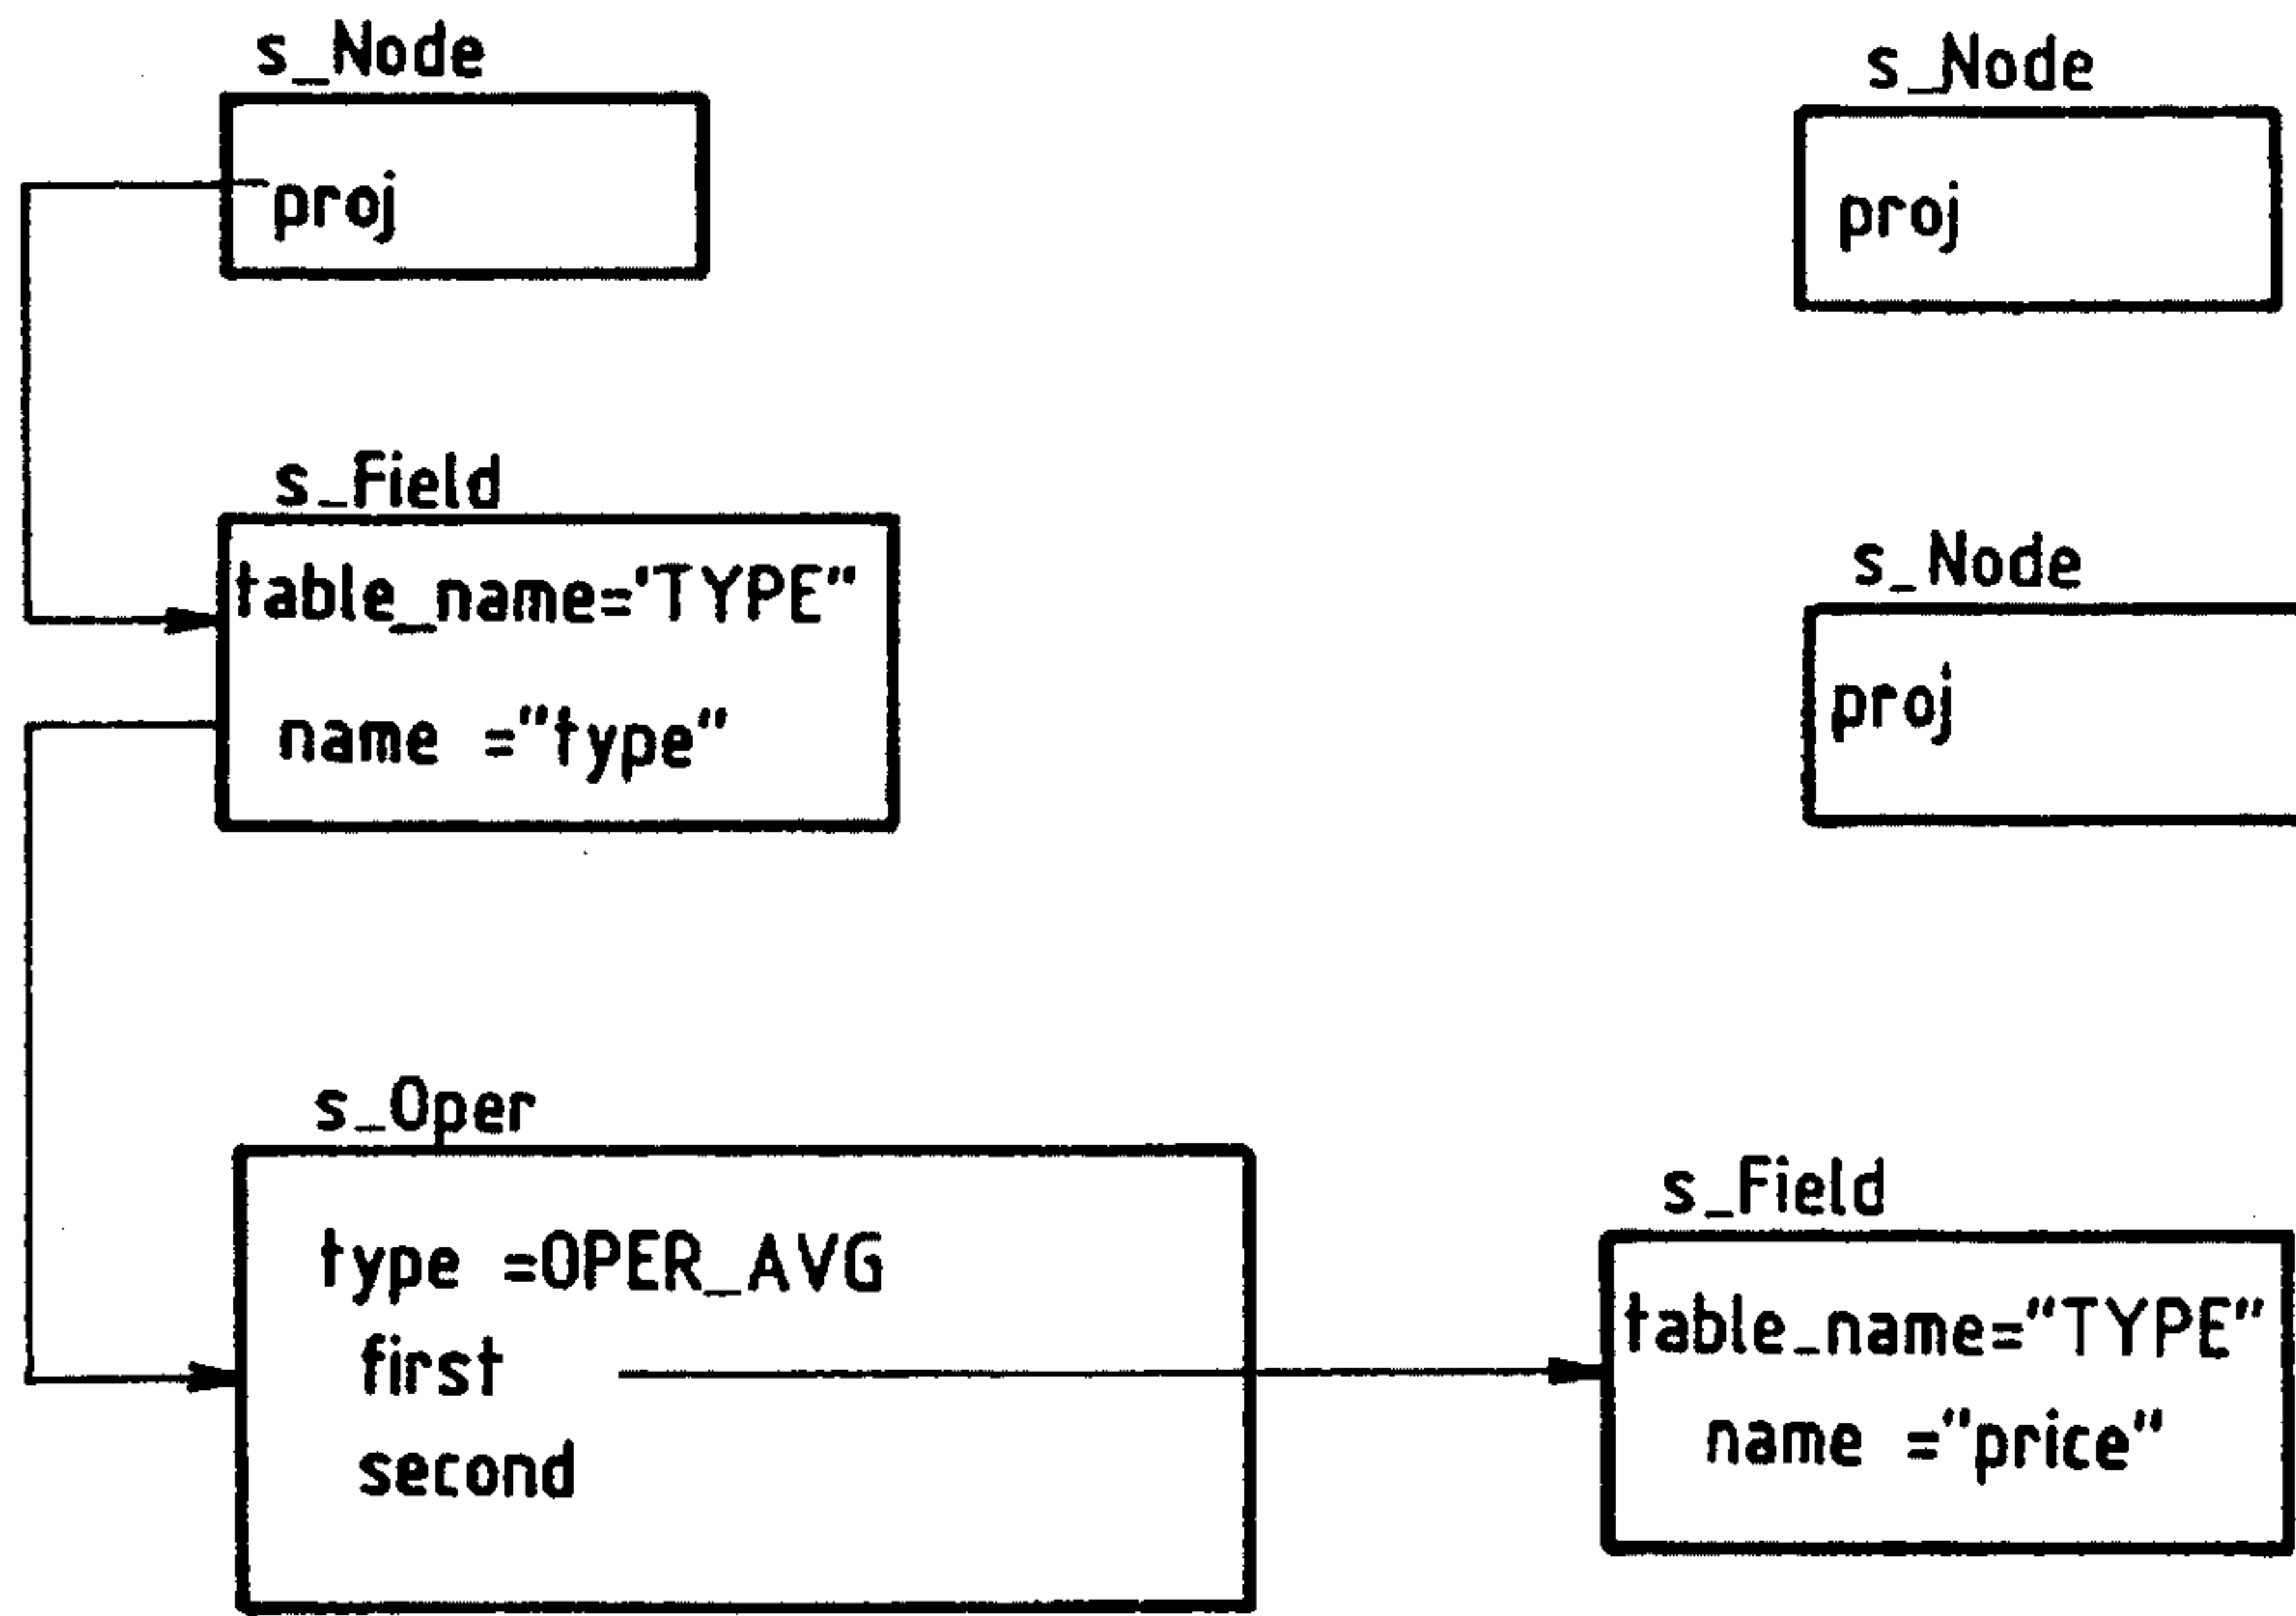 s_Node
proj
s_Node
proj
s_Field
table_name='TYPE"
name ="type"
s_Node
proj
s_Oper
type =OPER_AVG
first
second
s_Field
table_name="TYPE"
name ="price"